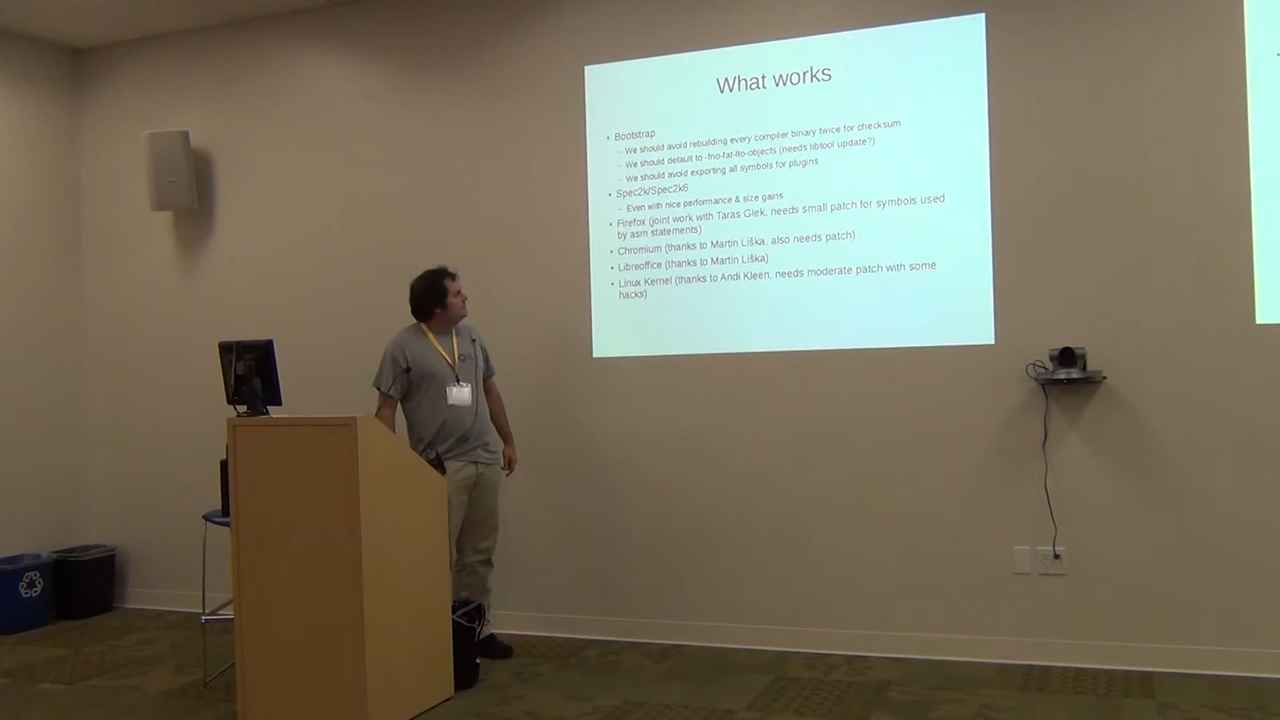 What works
• Bootstrap
– We should avoid rebuilding every compiler binary twice for checksum
– We should default to -fno-fat-lto-objects (needs libtool update?)
– We should avoid exporting all symbols for plugins
• Spec2k/Spec2k6
– Even with nice performance & size gains
• Firefox (joint work with Taras Glek, needs small patch for symbols used
by asm statements)
• Chromium (thanks to Martin Liška, also needs patch)
• Libreoffice (thanks to Martin Liška)
• Linux Kernel (thanks to Andi Kleen, needs moderate patch with some
hacks)